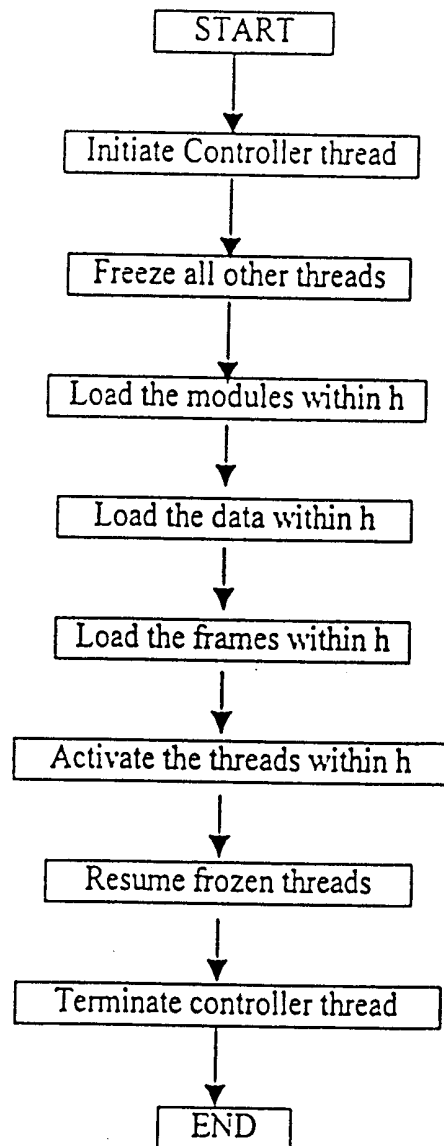 START
Initiate Controller thread
Freeze all other threads
Load the modules within h
Load the data within h
Load the frames within h
Activate the threads within h
Resume frozen threads
Terminate controller thread
END